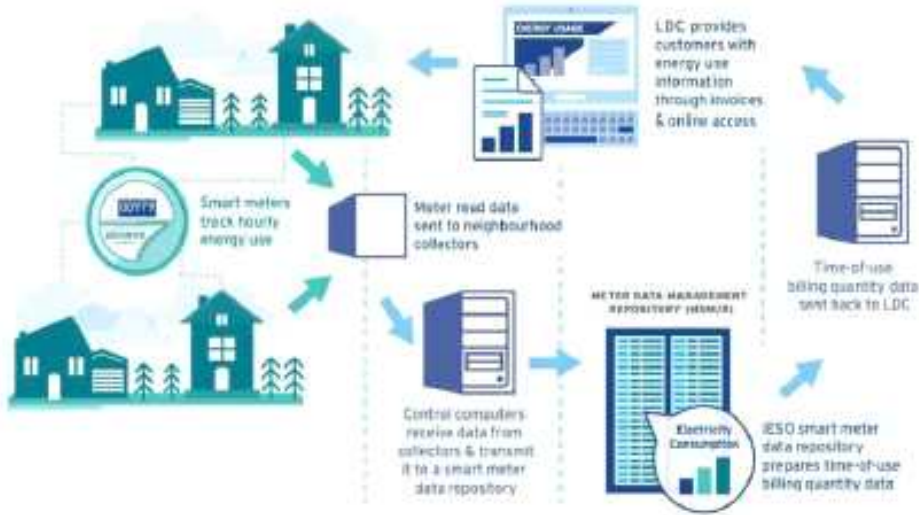 ENERGY USAGE
LDC provides
customers with
energy use
information
through invoices
& online access
Smart meters
track hourly
energy use
Meter read data
sent to neighbourhood
collectors
Time-of-use
billing quantity data
sent back to LDC
METER DATA MANAGEMENT
REPOSITORY (MDM/R)
Control computers
receive data from
collectors & transmit
it to a smart meter
data repository
Electricity
Consumption
IESO smart meter
data repository
prepares time-of-use
billing quantity data